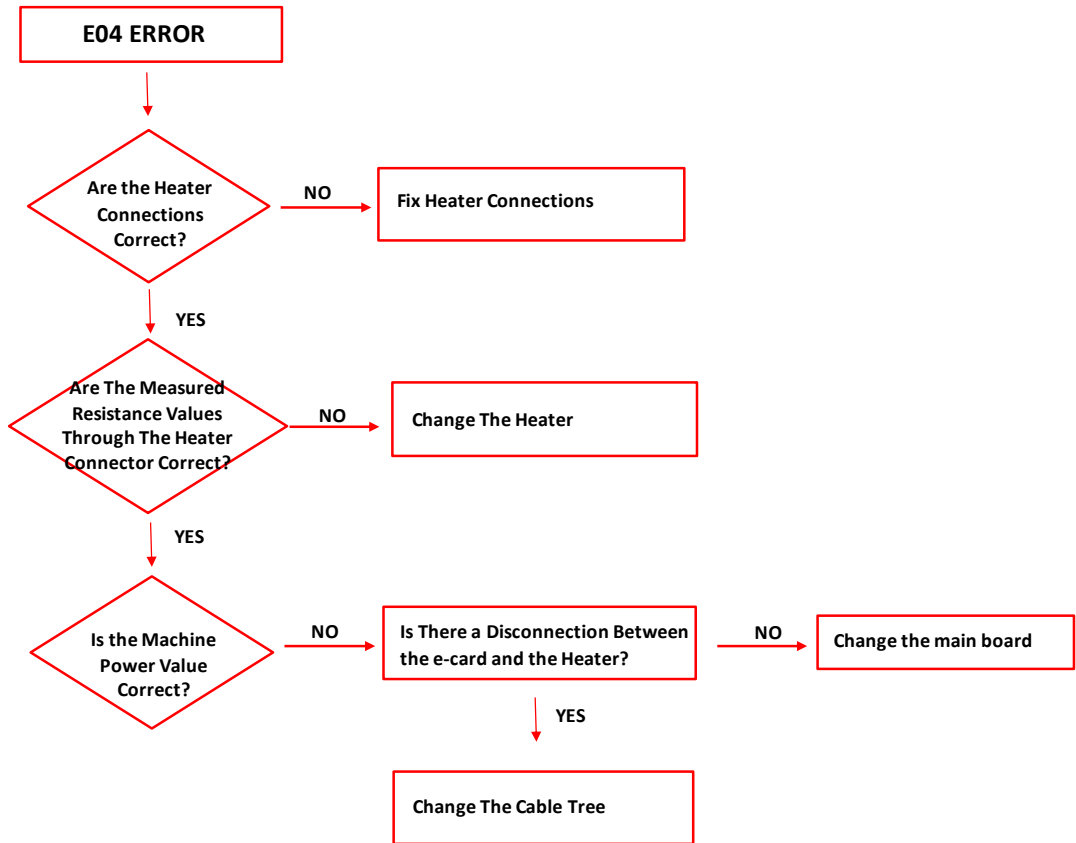 E04 ERROR
Are the Heater
Connections
Correct?
NO
Fix Heater Connections
YES
Are The Measured
Resistance Values
Through The Heater
Connector Correct?
NO
Change The Heater
YES
Is the Machine
Power Value
Correct?
NO
Is There a Disconnection Between
the e-card and the Heater?
NO
Change the main board
YES
Change The Cable Tree